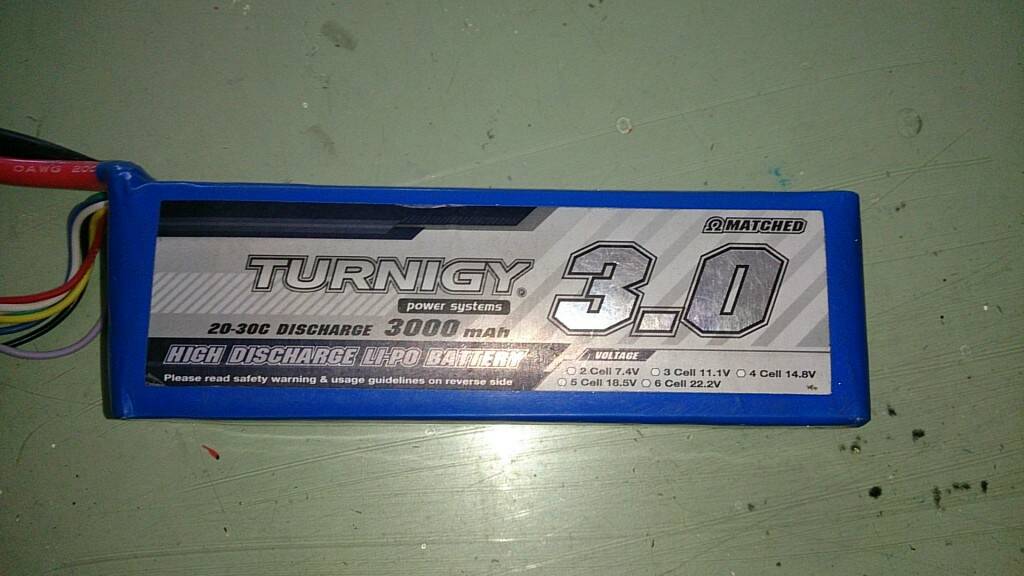 AWG
Ω MATCHED
TURNIGY®
power systems
3.0
20-30C DISCHARGE 3000 mAh
HIGH DISCHARGE LI-PO BATTERY
Please read safety warning & usage guidelines on reverse side
VOLTAGE
2 Cell 7.4V 3 Cell 11.1V 4 Cell 14.8V
5 Cell 18.5V 6 Cell 22.2V